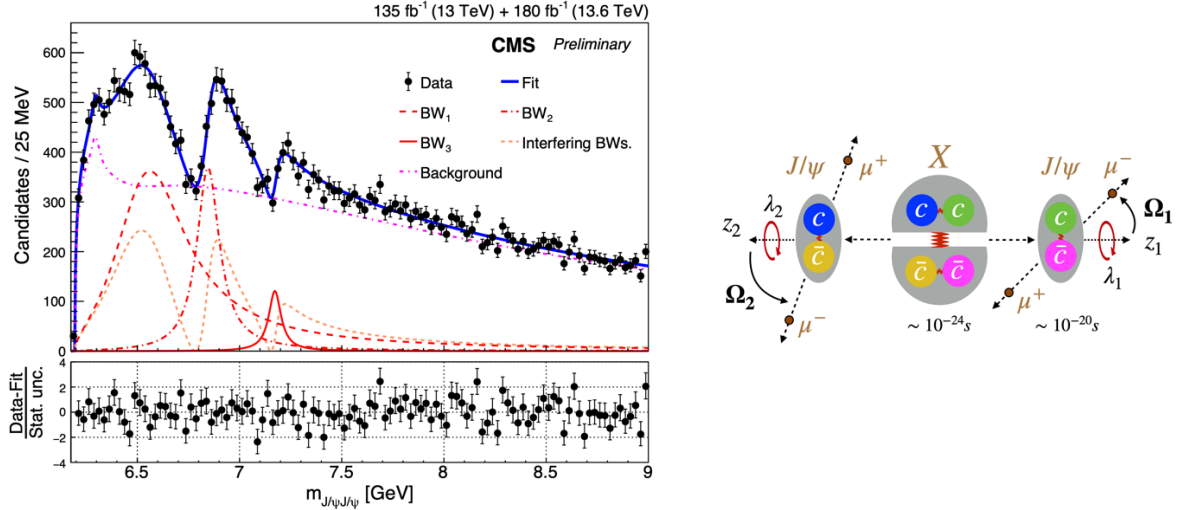 135 fb⁻¹ (13 TeV) + 180 fb⁻¹ (13.6 TeV)
CMS Preliminary
Data Fit
BW₁ BW₂
BW₃ Interfering BWs.
Background
Candidates / 25 MeV
600
500
400
300
200
100
0
Data-Fit
Stat. unc.
4
2
0
−2
−4
6.5 7 7.5 8 8.5 9
m_J/ψJ/ψ [GeV]
J/ψ μ⁺ X J/ψ μ⁻
c c c c
λ₂ Ω₁
z₂ z₁
c̄ c̄ c̄ c̄
λ₁
Ω₂ μ⁻ μ⁺
~ 10⁻²⁴s ~ 10⁻²⁰s